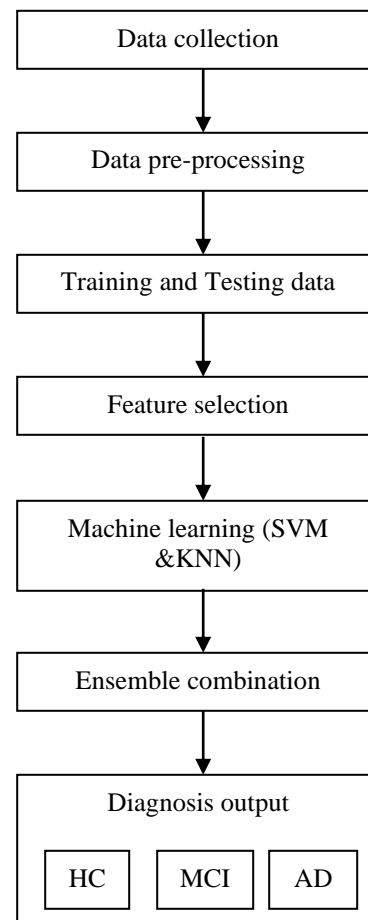 Data collection
Data pre-processing
Training and Testing data
Feature selection
Machine learning (SVM
&KNN)
Ensemble combination
Diagnosis output
HC MCI AD